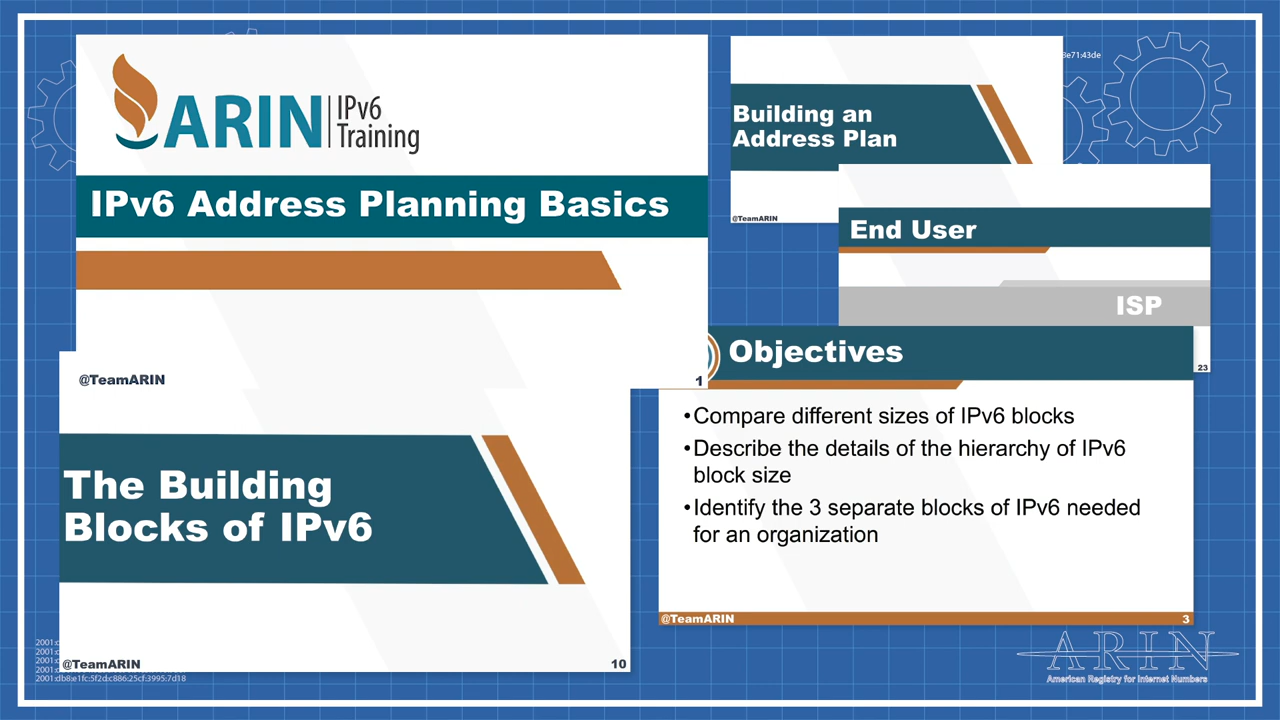 ARIN
IPv6
Training
IPv6 Address Planning Basics
@TeamARIN
1
Building an
Address Plan
@TeamARIN
End User
ISP
23
Objectives
•Compare different sizes of IPv6 blocks
•Describe the details of the hierarchy of IPv6
block size
•Identify the 3 separate blocks of IPv6 needed
for an organization
@TeamARIN
3
The Building
Blocks of IPv6
@TeamARIN
10
2001:db8:e1fc:5f2d:c886:25cf:3995:7d18
ARIN
American Registry for Internet Numbers